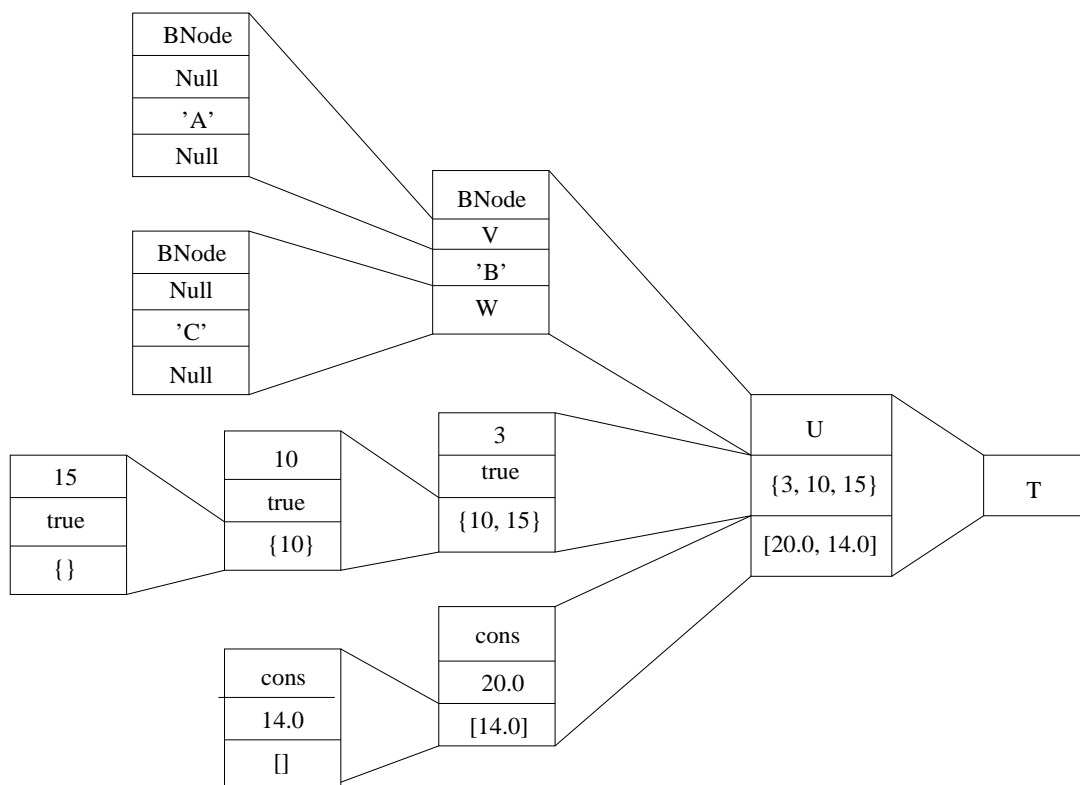 BNode
Null
’A’
Null
BNode
Null
’C’
Null
BNode
V
’B’
W
15
true
{}
10
true
{10}
3
true
{10, 15}
cons
14.0
[]
cons
20.0
[14.0]
U
{3, 10, 15}
[20.0, 14.0]
T